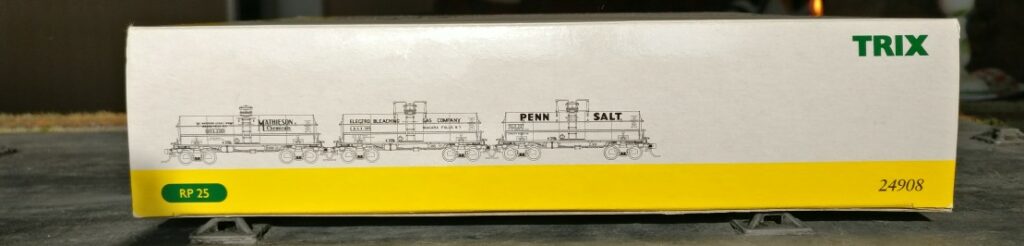 TRIX
MATHIESON
Chemicals
ELECTRO BLEACHING GAS COMPANY
NIAGARA FALLS N.Y.
PENN SALT
RP 25
24908